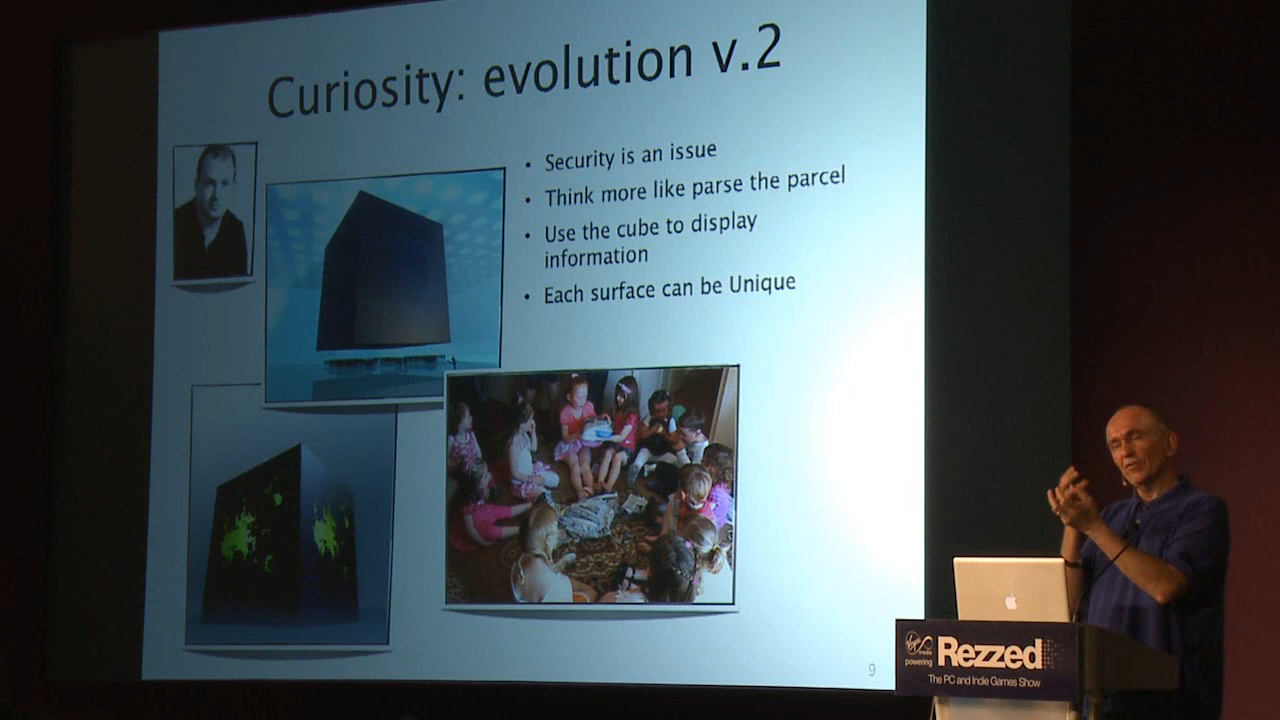 Curiosity: evolution v.2
• Security is an issue
• Think more like parse the parcel
• Use the cube to display
information
• Each surface can be Unique
9
Virgin
media
powering
Rezzed
The PC and Indie Games Show